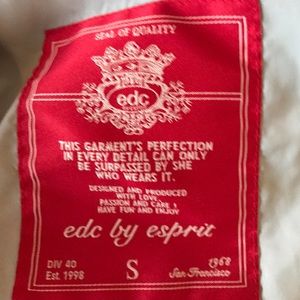 SEAL OF QUALITY
edc
THIS GARMENT'S PERFECTION
IN EVERY DETAIL CAN ONLY
BE SURPASSED BY SHE
WHO WEARS IT.
DESIGNED AND PRODUCED
WITH LOVE,
PASSION AND CARE !
HAVE FUN AND ENJOY
edc by esprit
DIV 40
Est. 1998
S
1968
San Francisco